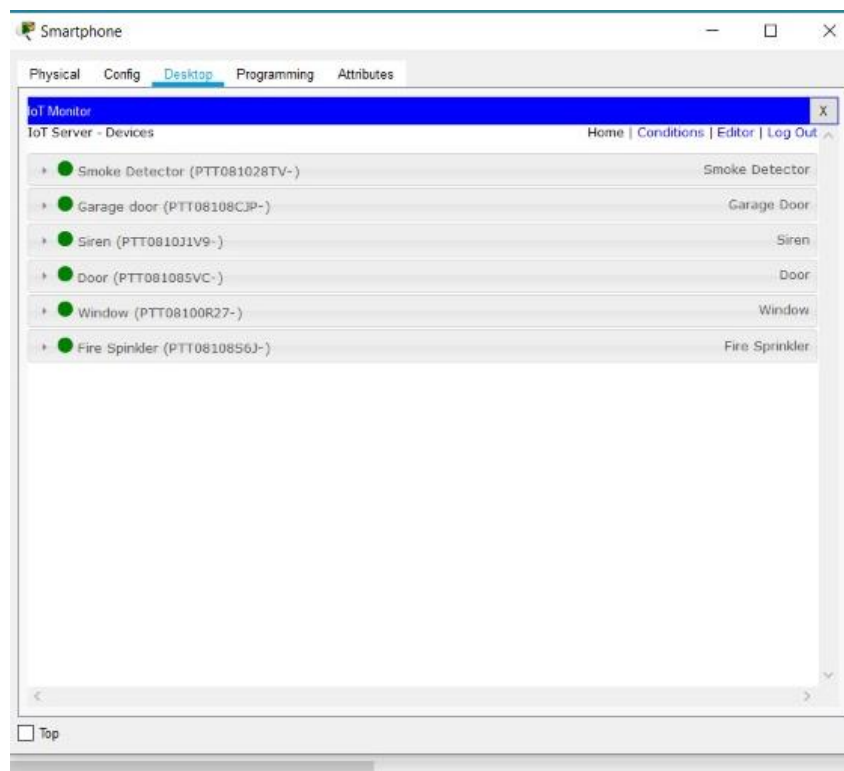 Smartphone
Physical Config Desktop Programming Attributes
IoT Monitor X
IoT Server - Devices Home | Conditions | Editor | Log Out
Smoke Detector (PTT081028TV-) Smoke Detector
Garage door (PTT08108CJP-) Garage Door
Siren (PTT0810J1V9-) Siren
Door (PTT081085VC-) Door
Window (PTT08100R27-) Window
Fire Spinkler (PTT08108S6J-) Fire Sprinkler
Top